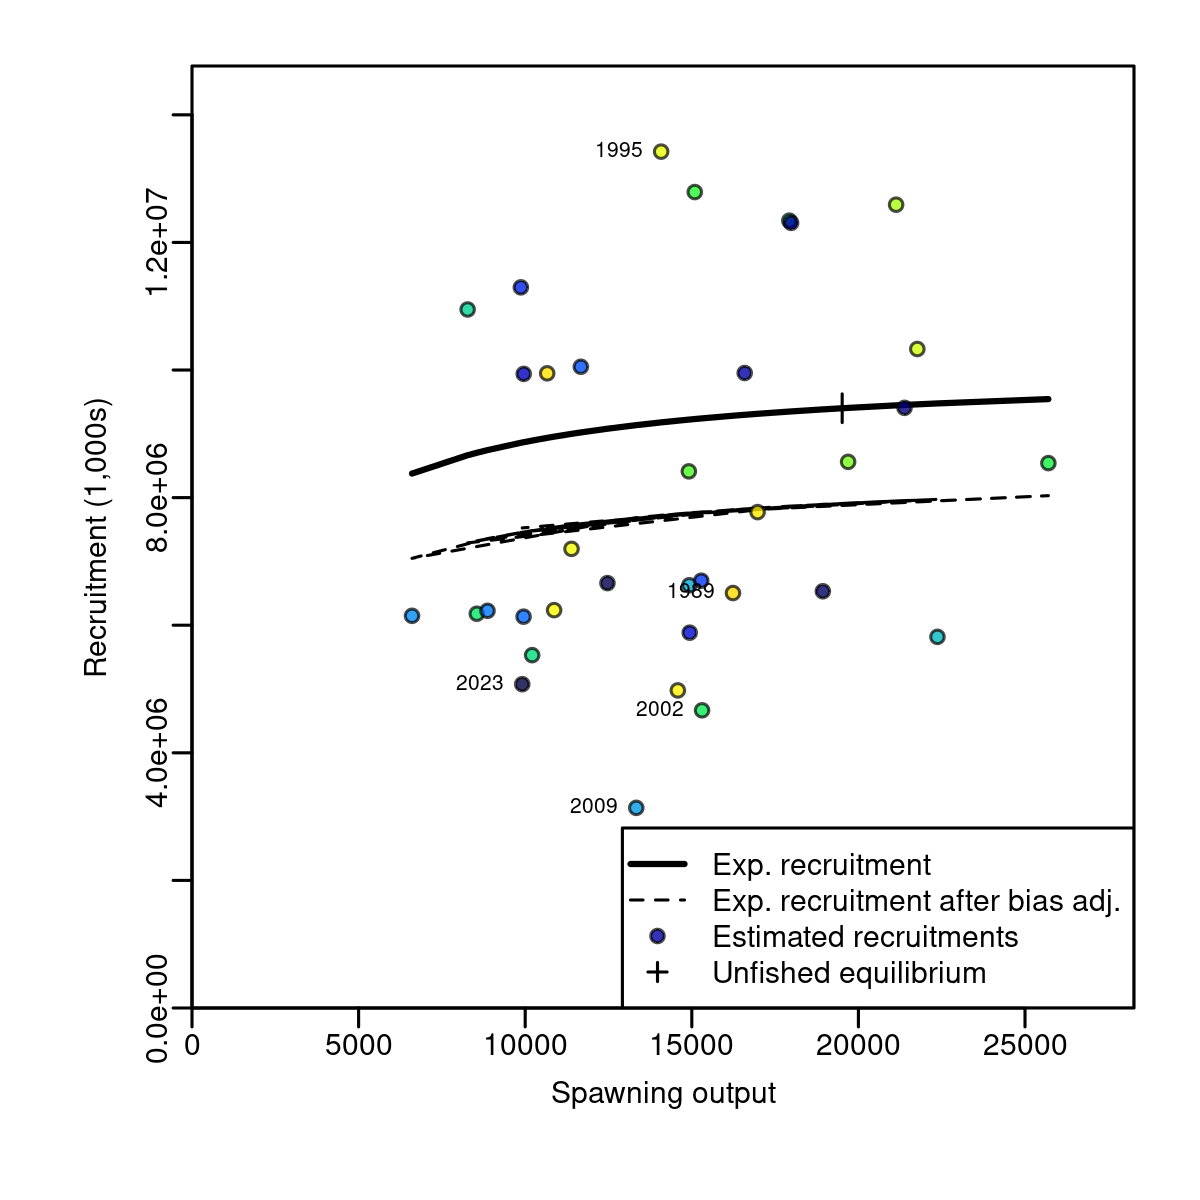 Recruitment (1,000s)
1.2e+07
8.0e+06
4.0e+06
0.0e+00
1995
1989
2023
2002
2009
Exp. recruitment
Exp. recruitment after bias adj.
Estimated recruitments
Unfished equilibrium
0 5000 10000 15000 20000 25000
Spawning output